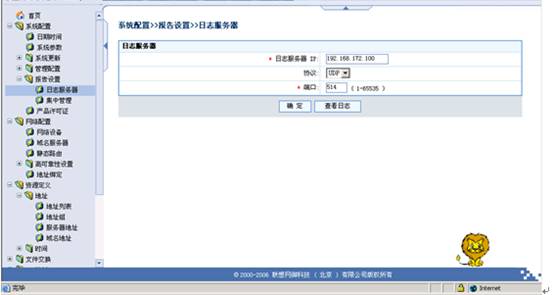 首页
系统配置
日期时间
系统参数
系统更新
管理配置
报告设置
日志服务器
集中管理
产品许可证
网络配置
网络设备
域名服务器
静态路由
高可靠性设置
地址绑定
资源定义
地址
地址列表
地址组
服务器地址
域名地址
时间
文件交换
系统配置>>报告设置>>日志服务器
日志服务器
* 日志服务器 IP: 192.168.172.100
协议: UDP
* 端口: 514 (1-65535)
确 定 查看日志
© 2000-2006 联想网御科技(北京)有限公司版权所有
完毕 Internet